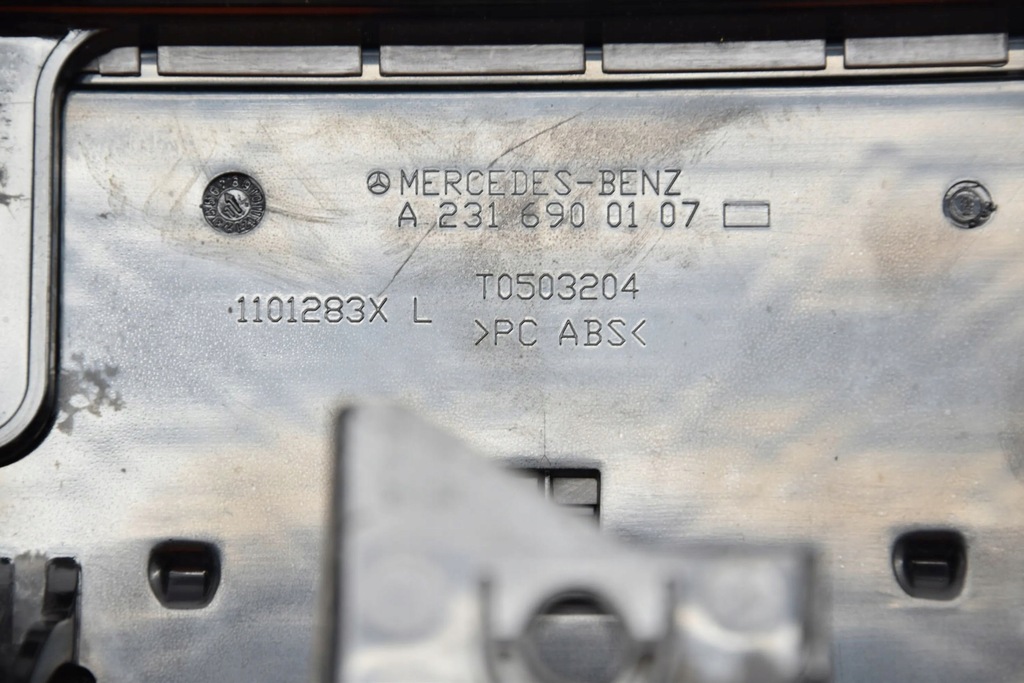 MERCEDES-BENZ
A 231 690 01 07
T0503204
1101283X L
>PC ABS<